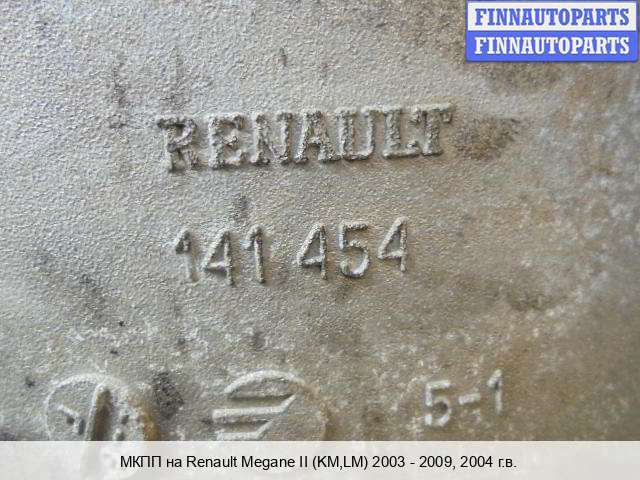 FINNAUTOPARTS
FINNAUTOPARTS
RENAULT
141 454
5-1
МКПП на Renault Megane II (KM,LM) 2003 - 2009, 2004 г.в.